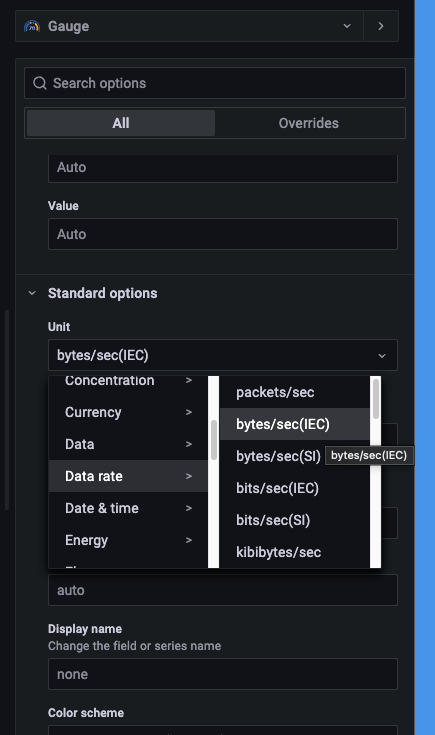 Gauge
Search options
All
Overrides
Auto
Value
Auto
Standard options
Unit
bytes/sec(IEC)
Concentration >
Currency >
Data >
Data rate >
Date & time >
Energy >
packets/sec
bytes/sec(IEC)
bytes/sec(SI)
bytes/sec(IEC)
bits/sec(IEC)
bits/sec(SI)
kibibytes/sec
auto
Display name
Change the field or series name
none
Color scheme